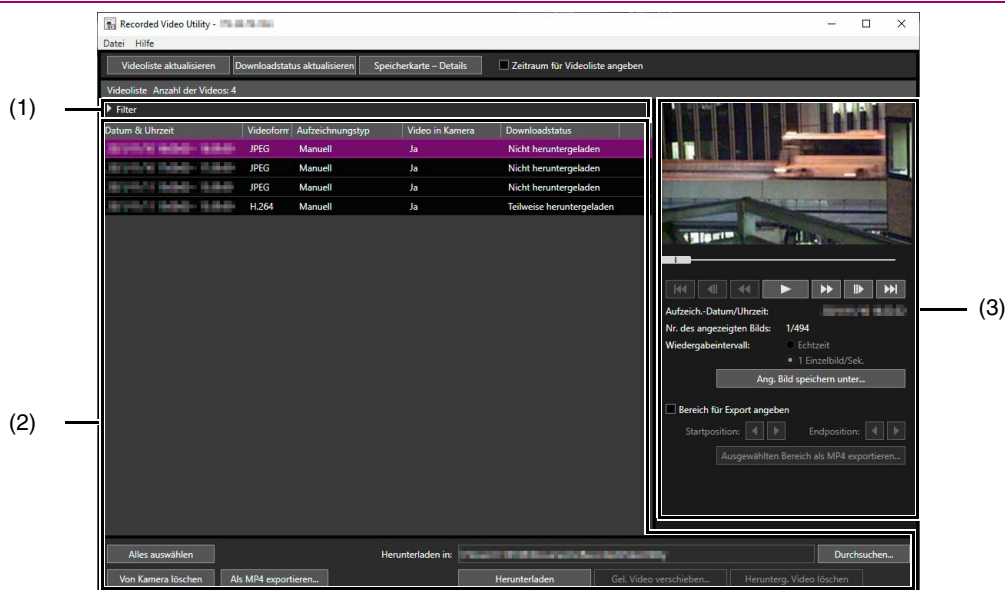 Recorded Video Utility -
Datei Hilfe
Videoliste aktualisieren Downloadstatus aktualisieren Speicherkarte – Details Zeitraum für Videoliste angeben
Videoliste Anzahl der Videos: 4
(1)
Filter
Datum & Uhrzeit Videoform Aufzeichnungstyp Video in Kamera Downloadstatus
JPEG Manuell Ja Nicht heruntergeladen
JPEG Manuell Ja Nicht heruntergeladen
JPEG Manuell Ja Nicht heruntergeladen
H.264 Manuell Ja Teilweise heruntergeladen
(2)
Aufzeich.-Datum/Uhrzeit:
(3)
Nr. des angezeigten Bilds: 1/494
Wiedergabeintervall: Echtzeit
1 Einzelbild/Sek.
Ang. Bild speichern unter...
Bereich für Export angeben
Startposition: Endposition:
Ausgewählten Bereich als MP4 exportieren...
Alles auswählen Herunterladen in: Durchsuchen...
Von Kamera löschen Als MP4 exportieren... Herunterladen Gel. Video verschieben... Herunterg. Video löschen